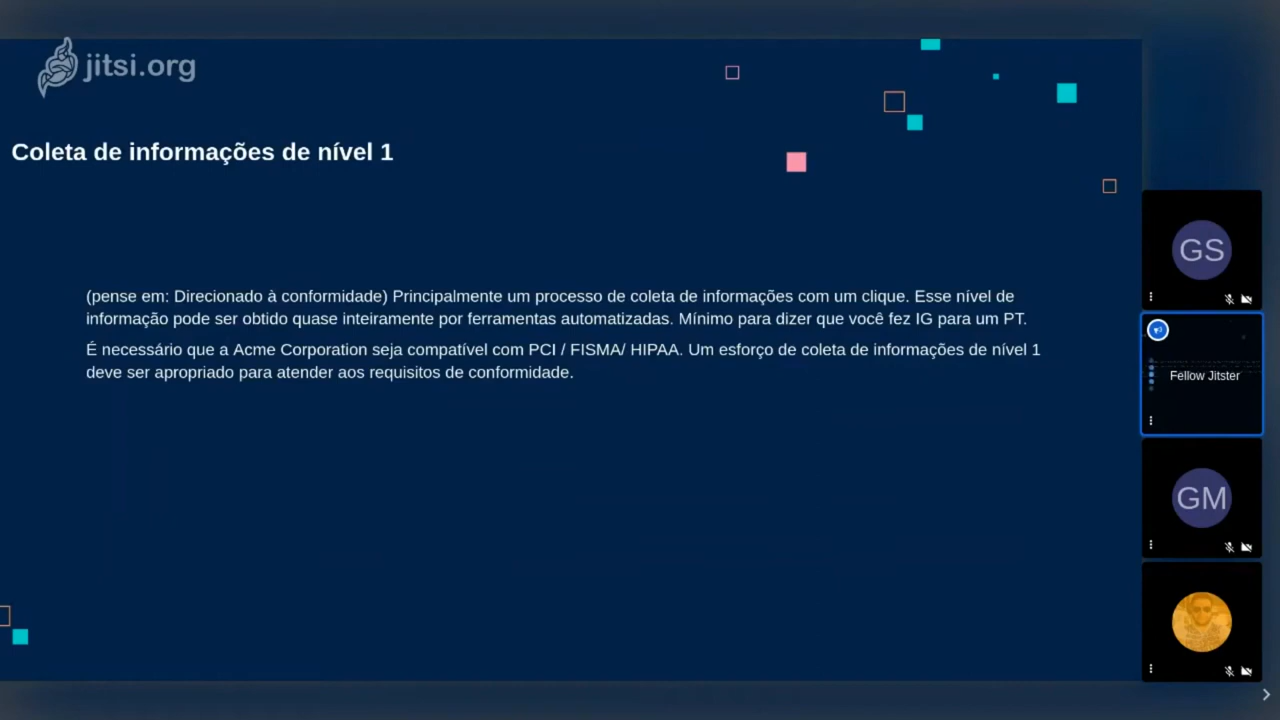 jitsi.org
Coleta de informações de nível 1
(pense em: Direcionado à conformidade) Principalmente um processo de coleta de informações com um clique. Esse nível de
informação pode ser obtido quase inteiramente por ferramentas automatizadas. Mínimo para dizer que você fez IG para um PT.
É necessário que a Acme Corporation seja compatível com PCI / FISMA/ HIPAA. Um esforço de coleta de informações de nível 1
deve ser apropriado para atender aos requisitos de conformidade.
GS
Fellow Jitster
GM